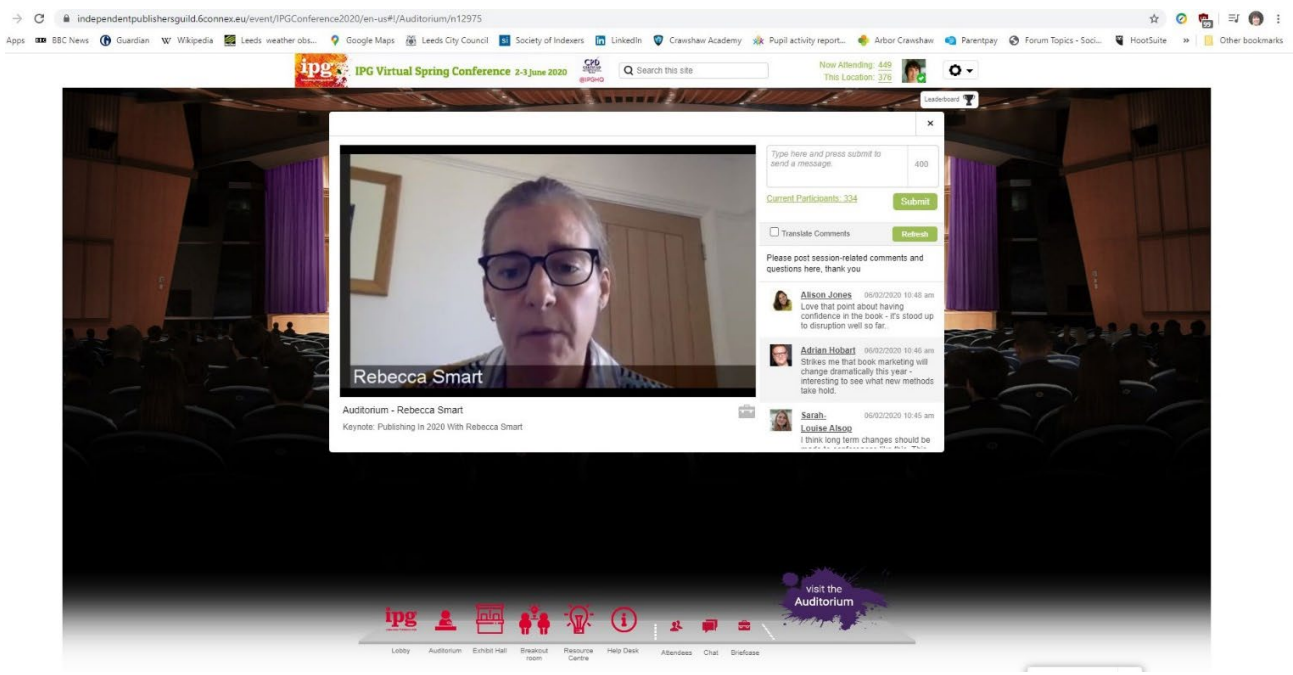 independentpublishersguild.6connex.eu/event/IPGConference2020/en-us#!/Auditorium/n12975
Apps BBC News Guardian W Wikipedia Leeds weather obs... Google Maps Leeds City Council Si Society of Indexers in LinkedIn Crawshaw Academy Pupil activity report... Arbor Crawshaw Parentpay Forum Topics - Soci... HootSuite » Other bookmarks
ipg IPG Virtual Spring Conference 2-3 June 2020 CPD @IPGHQ Search this site Now Attending: 449
This Location: 376
Leaderboard
×
Type here and press submit to
send a message.
400
Current Participants: 334 Submit
Translate Comments Refresh
Please post session-related comments and
questions here, thank you
Alison Jones 06/02/2020 10:48 am
Love that point about having
confidence in the book - it's stood up
to disruption well so far.
Adrian Hobart 06/02/2020 10:46 am
Strikes me that book marketing will
change dramatically this year -
interesting to see what new methods
take hold.
Sarah- 06/02/2020 10:45 am
Louise Alsop
I think long term changes should be
made to conferences like this. This
Rebecca Smart
Auditorium - Rebecca Smart
Keynote: Publishing In 2020 With Rebecca Smart
visit the
Auditorium
ipg
Lobby Auditorium Exhibit Hall Breakout room Resource Centre Help Desk Attendees Chat Briefcase